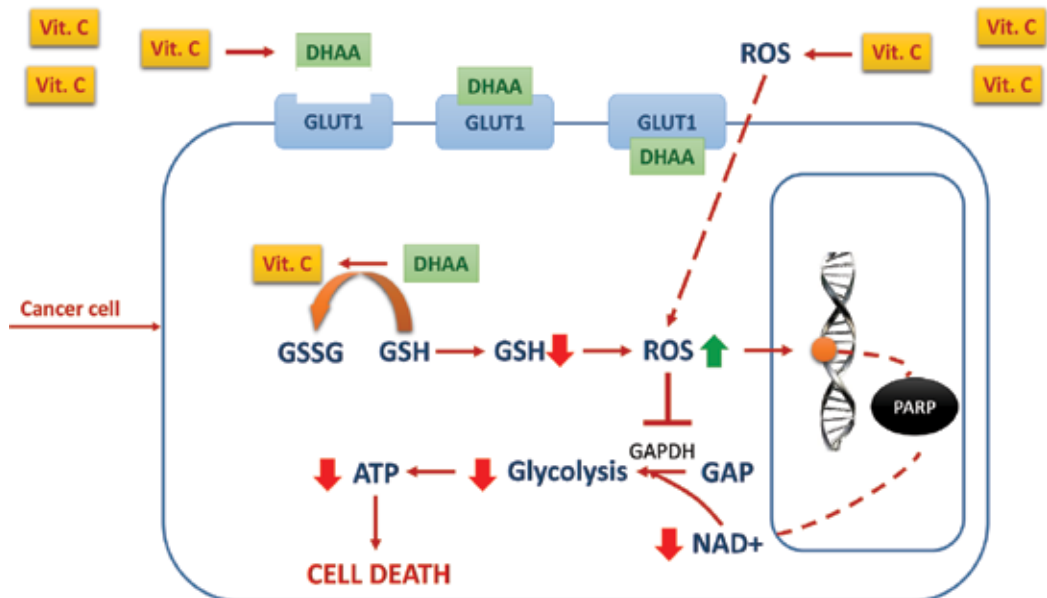 Vit. C
Vit. C
Vit. C
DHAA
ROS
Vit. C
Vit. C
Vit. C
GLUT1
DHAA
GLUT1
GLUT1
DHAA
Vit. C
DHAA
Cancer cell
GSSG
GSH
GSH
ROS
PARP
GAPDH
ATP
Glycolysis
GAP
NAD+
CELL DEATH